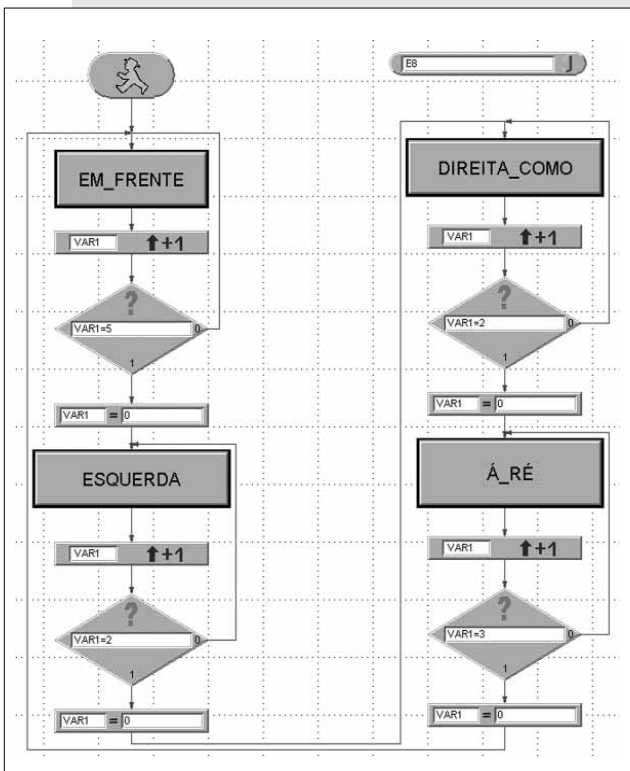 EM_FRENTE
VAR1 +1
?
VAR1=5 0
1
VAR1 = 0
ESQUERDA
VAR1 +1
?
VAR1=2 0
1
VAR1 = 0
E8 J
DIREITA_COMO
VAR1 +1
?
VAR1=2 0
1
VAR1 = 0
Á_RÉ
VAR1 +1
?
VAR1=3 0
1
VAR1 = 0